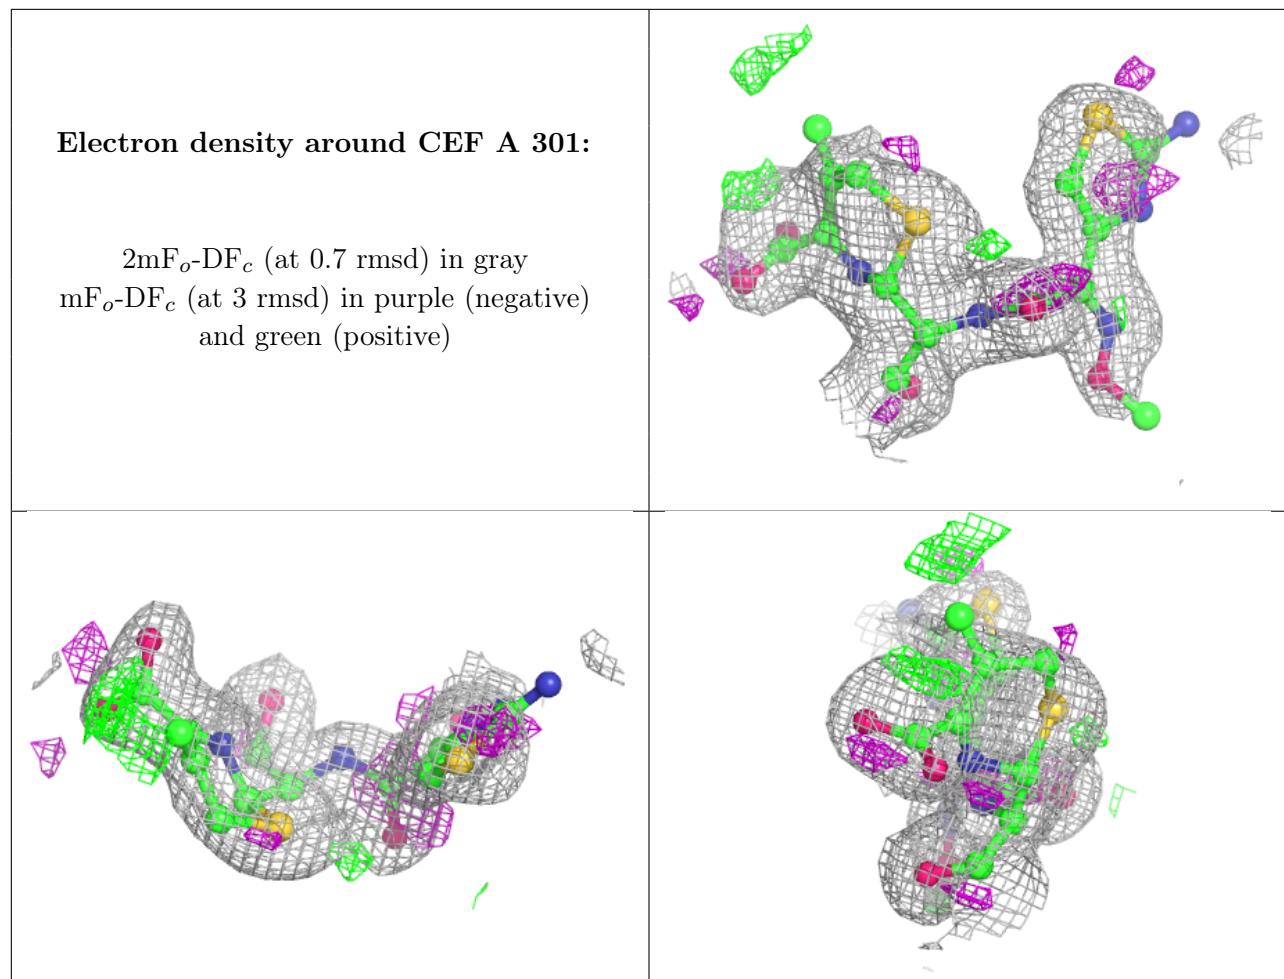 Electron density around CEF A 301:
2mFo-DFc (at 0.7 rmsd) in gray
mFo-DFc (at 3 rmsd) in purple (negative)
and green (positive)